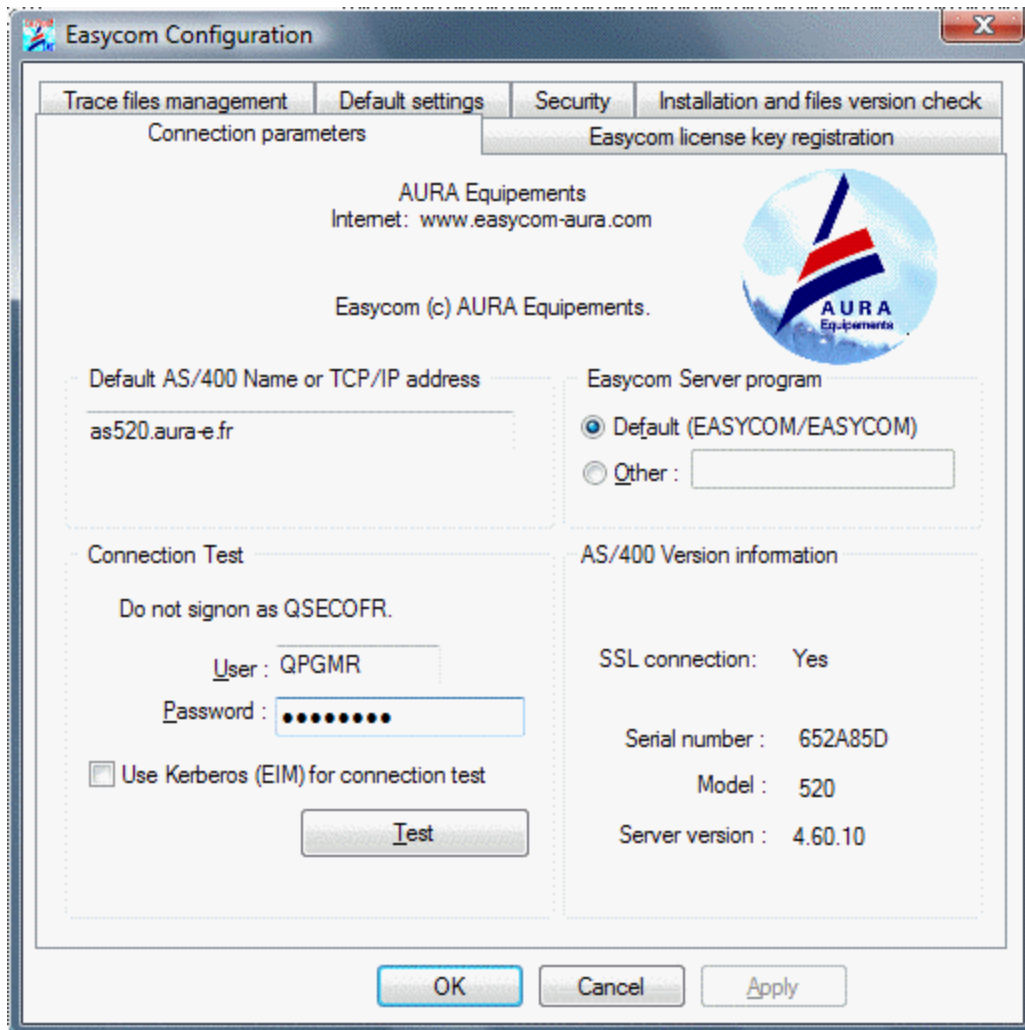 Easycom Configuration
Trace files management
Default settings
Security
Installation and files version check
Connection parameters
Easycom license key registration
AURA Equipements
Internet: www.easycom-aura.com
Easycom (c) AURA Equipements.
AURA
Equipements
Default AS/400 Name or TCP/IP address
as520.aura-e.fr
Easycom Server program
Default (EASYCOM/EASYCOM)
Other :
Connection Test
Do not signon as QSECOFR.
User : QPGMR
Password : ●●●●●●●●
Use Kerberos (EIM) for connection test
Test
AS/400 Version information
SSL connection: Yes
Serial number : 652A85D
Model : 520
Server version : 4.60.10
OK
Cancel
Apply